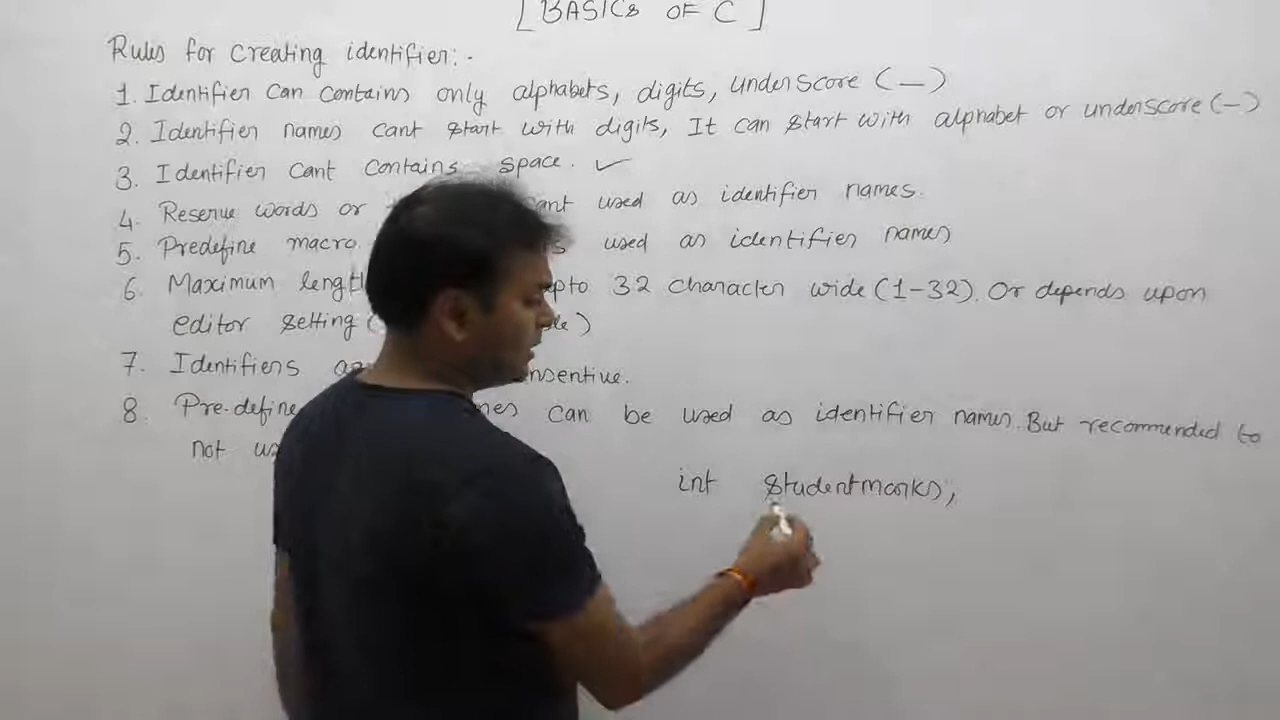 [ BASICS OF C ]
Rules for creating identifier:-
1. Identifier can contains only alphabets, digits, underscore (_)
2. Identifier names cant start with digits, It can start with alphabet or underscore (-)
3. Identifier cant contains space. ✓
4. Reserve words or cant used as identifier names.
5. Predefine macro used as identifier names
6. Maximum length upto 32 character wide (1-32). Or depends upon
editor setting (
7. Identifiers
8. Pre-define can be used as identifier names. But recommended to
not
int studentmarks;